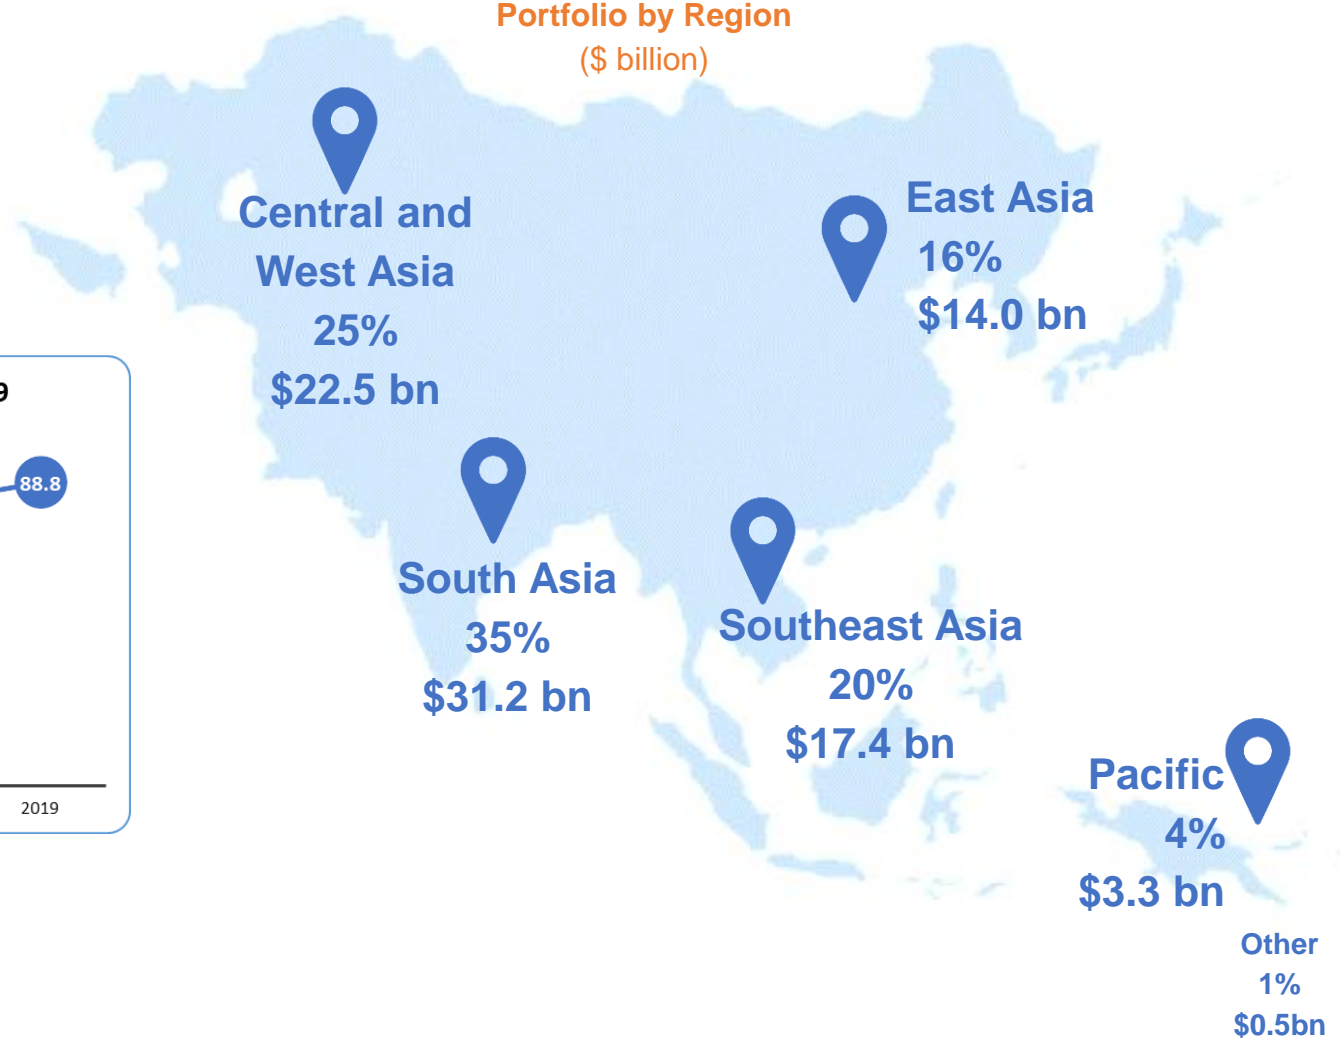 Portfolio by Region
($ billion)
Central and
West Asia
25%
$22.5 bn
East Asia
16%
$14.0 bn
9
88.8
2019
South Asia
35%
$31.2 bn
Southeast Asia
20%
$17.4 bn
Pacific
4%
$3.3 bn
Other
1%
$0.5bn